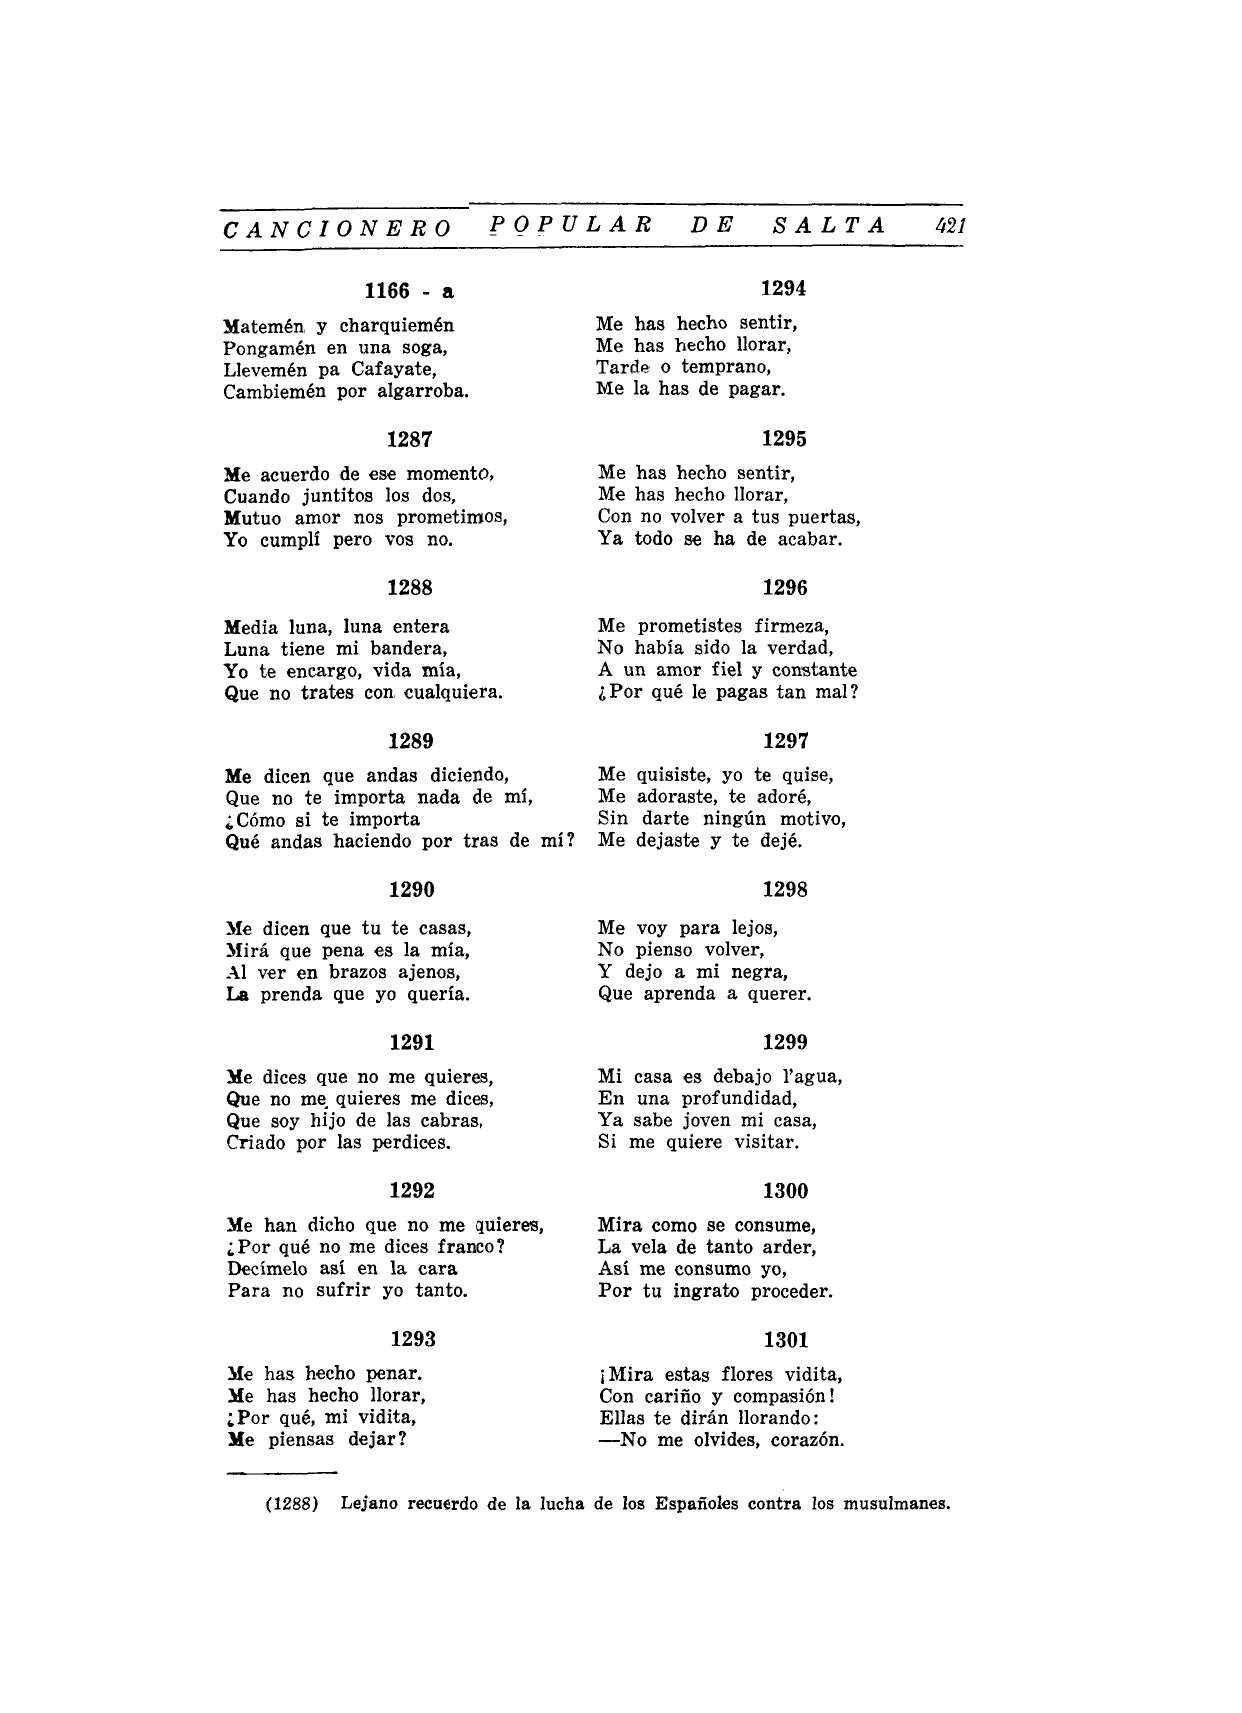 CANCIONERO POPULAR DE SALTA 421
1166 - a
Matemén y charquiemén
Pongamén en una soga,
Llevemén pa Cafayate,
Cambiemén por algarroba.
1287
Me acuerdo de ese momento,
Cuando juntitos los dos,
Mutuo amor nos prometimos,
Yo cumplí pero vos no.
1288
Media luna, luna entera
Luna tiene mi bandera,
Yo te encargo, vida mía,
Que no trates con cualquiera.
1289
Me dicen que andas diciendo,
Que no te importa nada de mí,
¿Cómo si te importa
Qué andas haciendo por tras de mí?
1290
Me dicen que tu te casas,
Mirá que pena es la mía,
Al ver en brazos ajenos,
La prenda que yo quería.
1291
Me dices que no me quieres,
Que no me quieres me dices,
Que soy hijo de las cabras,
Criado por las perdices.
1292
Me han dicho que no me quieres,
¿Por qué no me dices franco?
Decímelo así en la cara
Para no sufrir yo tanto.
1293
Me has hecho penar.
Me has hecho llorar,
¿Por qué, mi vidita,
Me piensas dejar?
1294
Me has hecho sentir,
Me has hecho llorar,
Tarde o temprano,
Me la has de pagar.
1295
Me has hecho sentir,
Me has hecho llorar,
Con no volver a tus puertas,
Ya todo se ha de acabar.
1296
Me prometistes firmeza,
No había sido la verdad,
A un amor fiel y constante
¿Por qué le pagas tan mal?
1297
Me quisiste, yo te quise,
Me adoraste, te adoré,
Sin darte ningún motivo,
Me dejaste y te dejé.
1298
Me voy para lejos,
No pienso volver,
Y dejo a mi negra,
Que aprenda a querer.
1299
Mi casa es debajo l'agua,
En una profundidad,
Ya sabe joven mi casa,
Si me quiere visitar.
1300
Mira como se consume,
La vela de tanto arder,
Así me consumo yo,
Por tu ingrato proceder.
1301
¡Mira estas flores vidita,
Con cariño y compasión!
Ellas te dirán llorando:
—No me olvides, corazón.
(1288) Lejano recuerdo de la lucha de los Españoles contra los musulmanes.